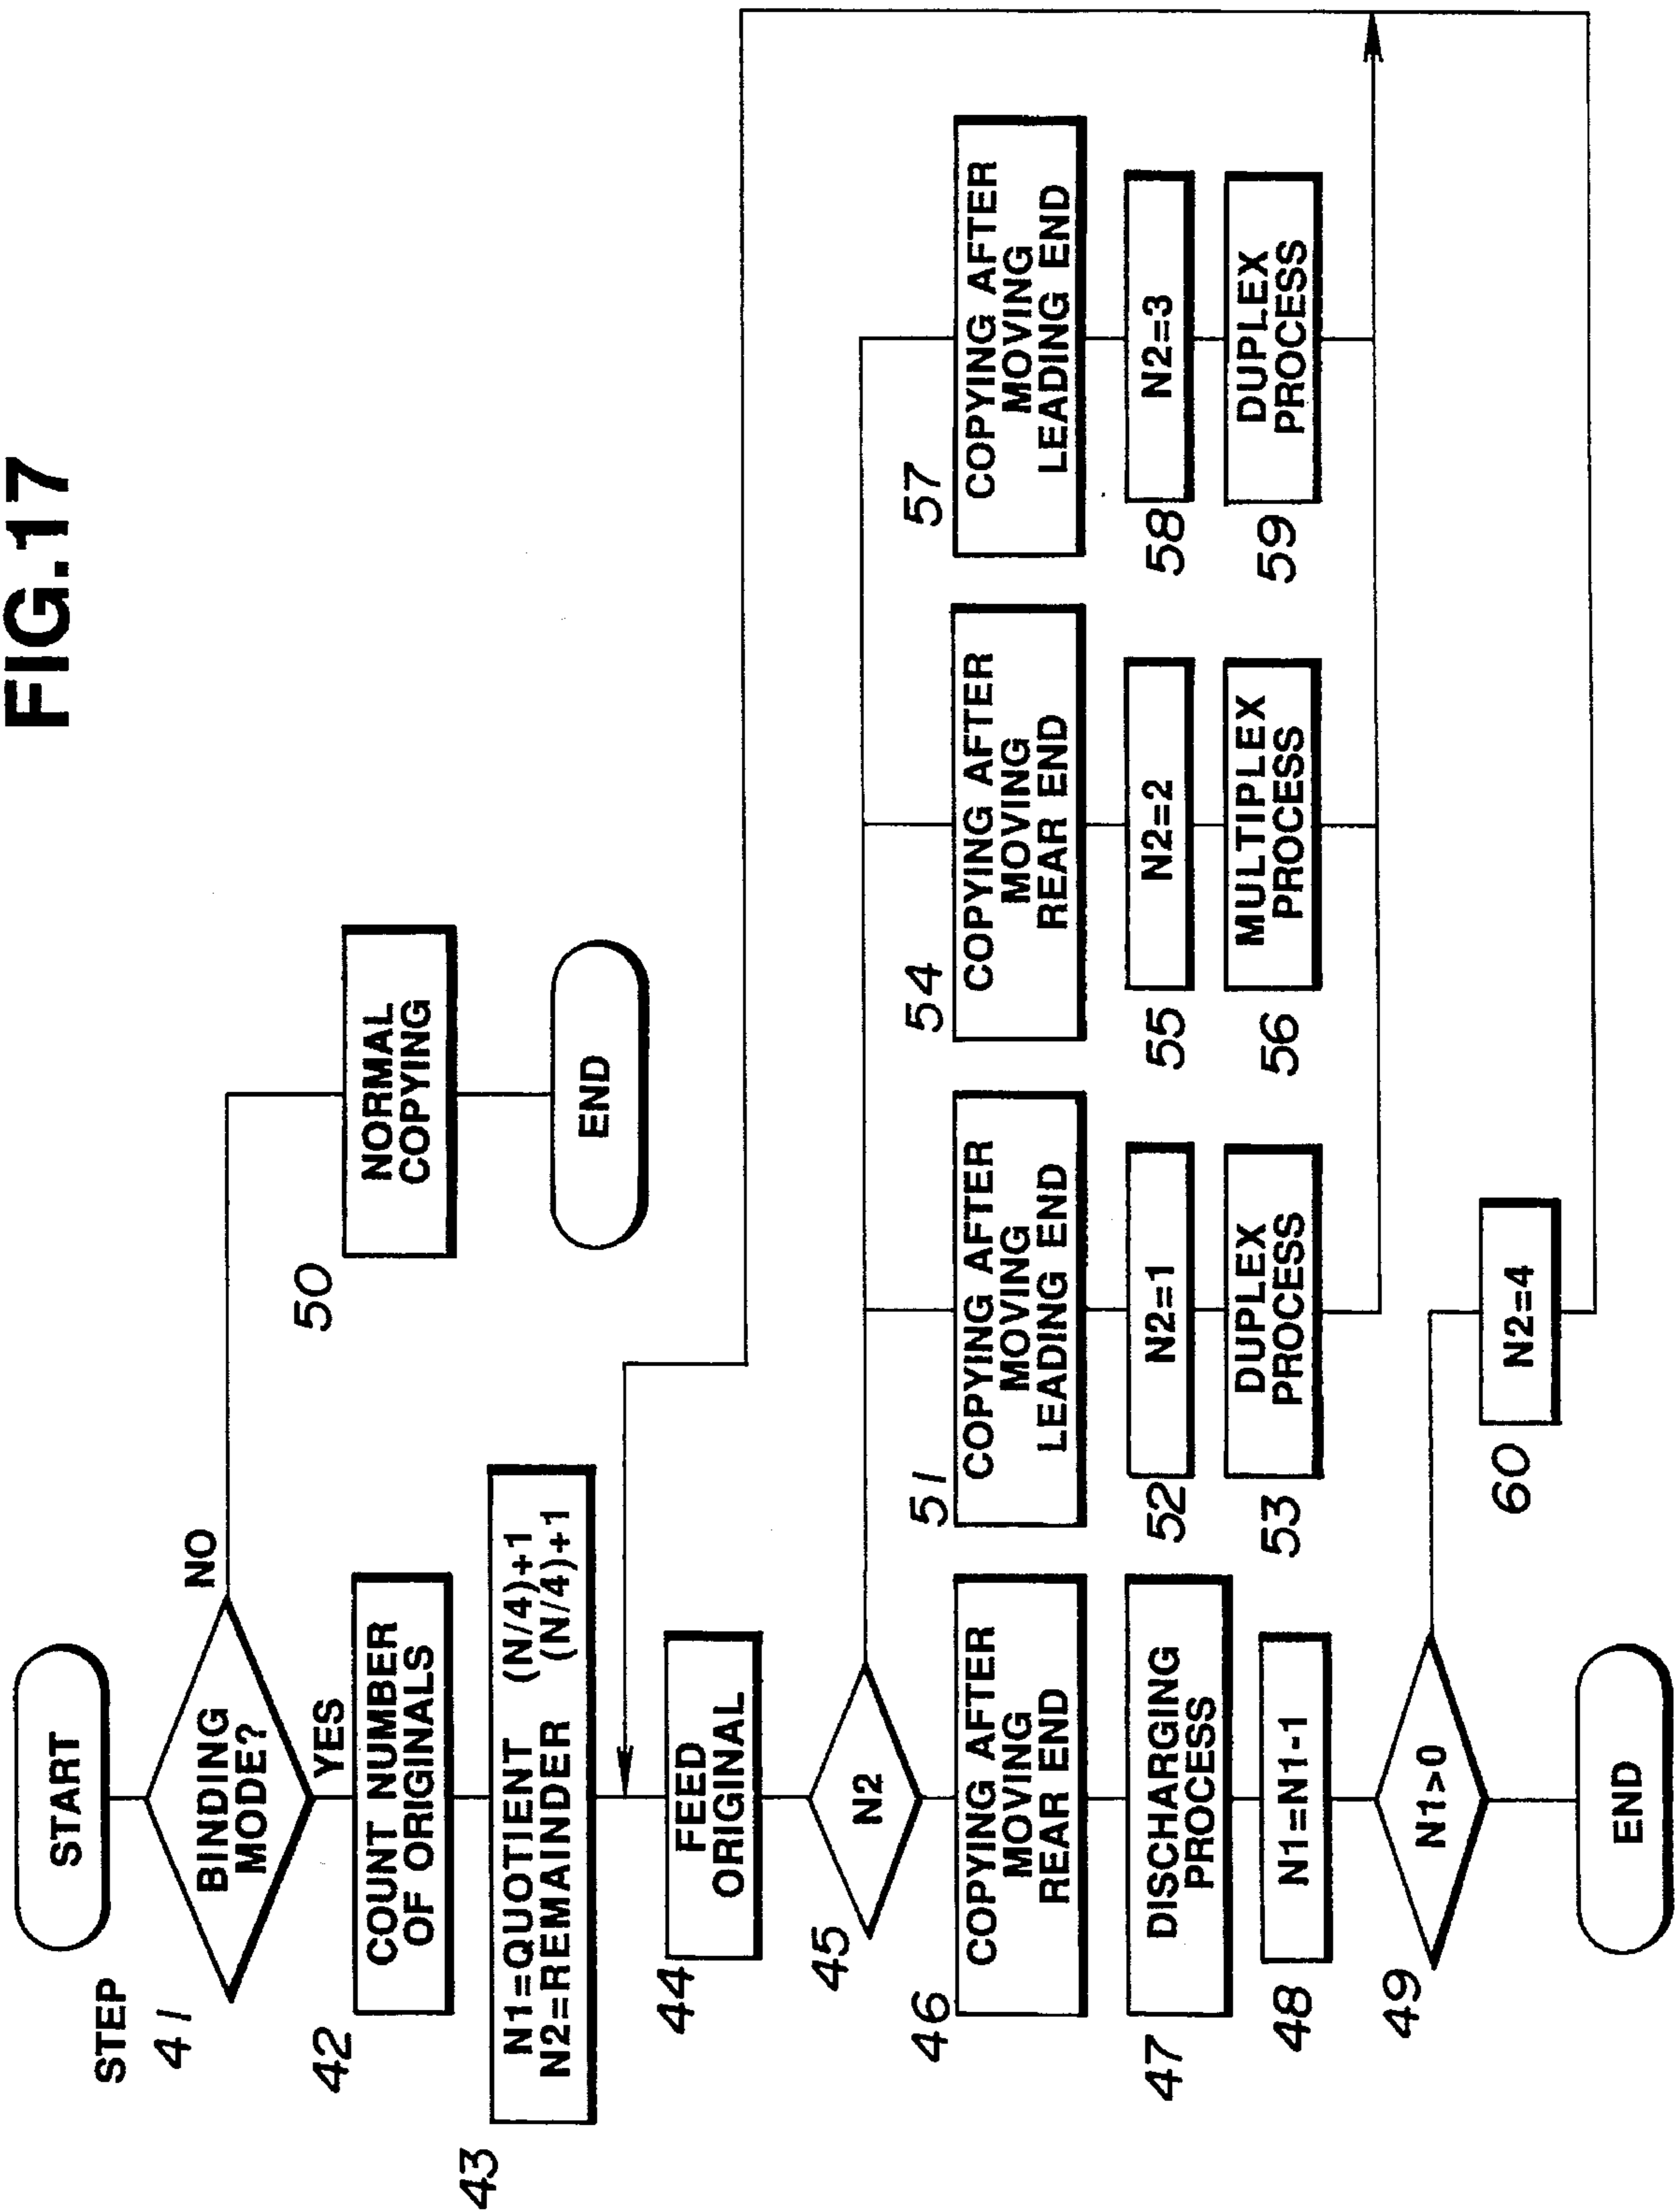 FIG.17
STEP
START
41
BINDING
MODE?
NO
YES
50
NORMAL
COPYING
END
42
COUNT NUMBER
OF ORIGINALS
43
N1=QUOTIENT (N/4)+1
N2=REMAINDER (N/4)+1
44
FEED
ORIGINAL
45
N2
46
COPYING AFTER
MOVING
REAR END
51
COPYING AFTER
MOVING
LEADING END
54
COPYING AFTER
MOVING
REAR END
57
COPYING AFTER
MOVING
LEADING END
47
DISCHARGING
PROCESS
52
N2=1
55
N2=2
58
N2=3
48
N1=N1-1
53
DUPLEX
PROCESS
56
MULTIPLEX
PROCESS
59
DUPLEX
PROCESS
49
N1>0
60
N2=4
END